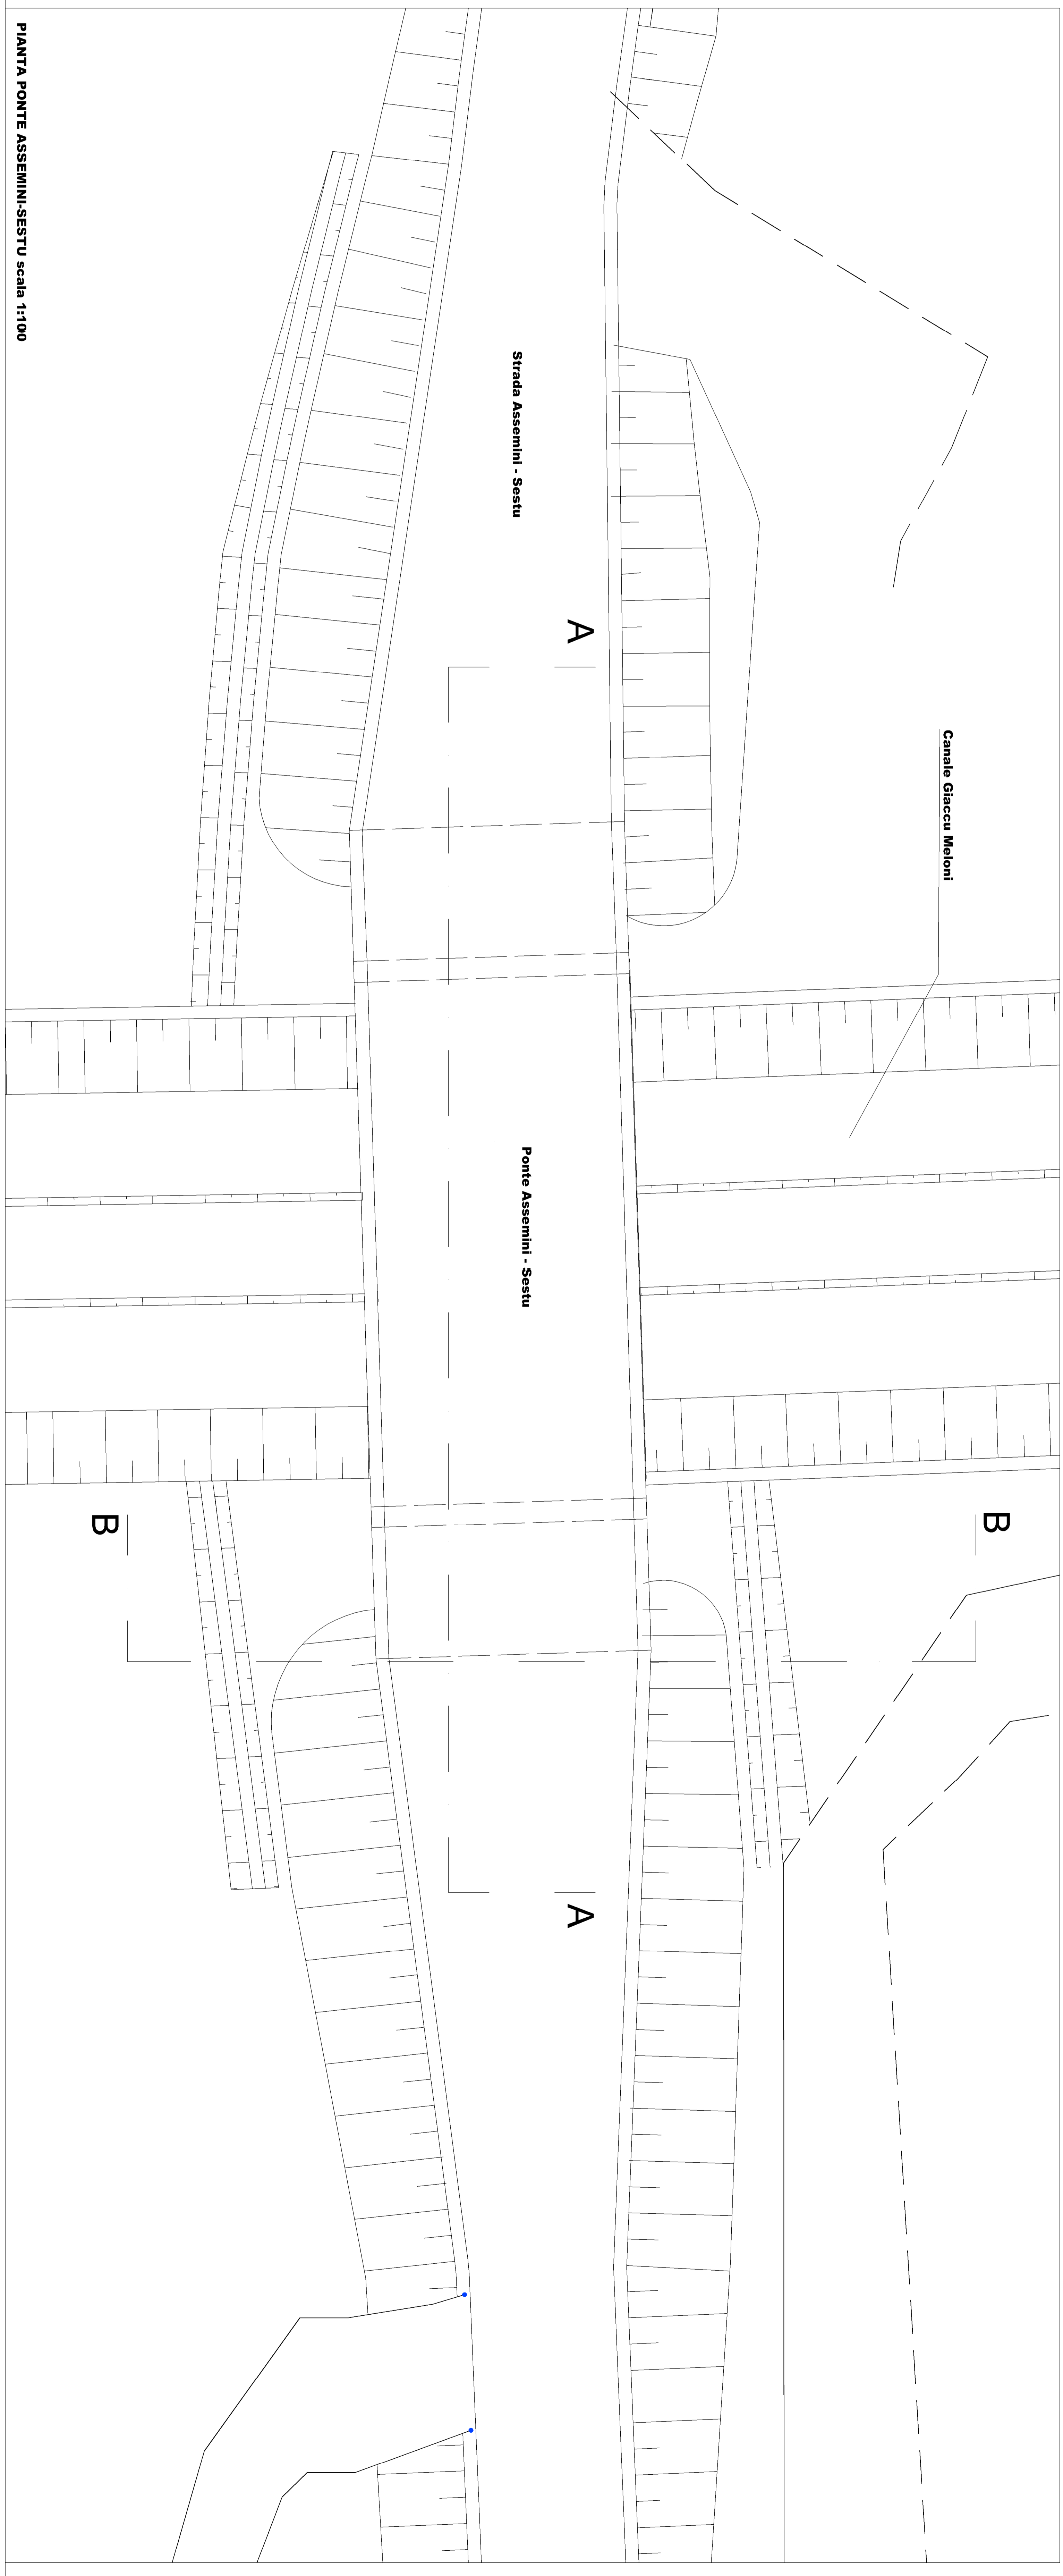 PIANTA PONTE ASSEMINI-SESTU scala 1:100
Strada Assemini - Sestu
A
Canale Giaccu Meloni
Ponte Assemini - Sestu
B
B
A